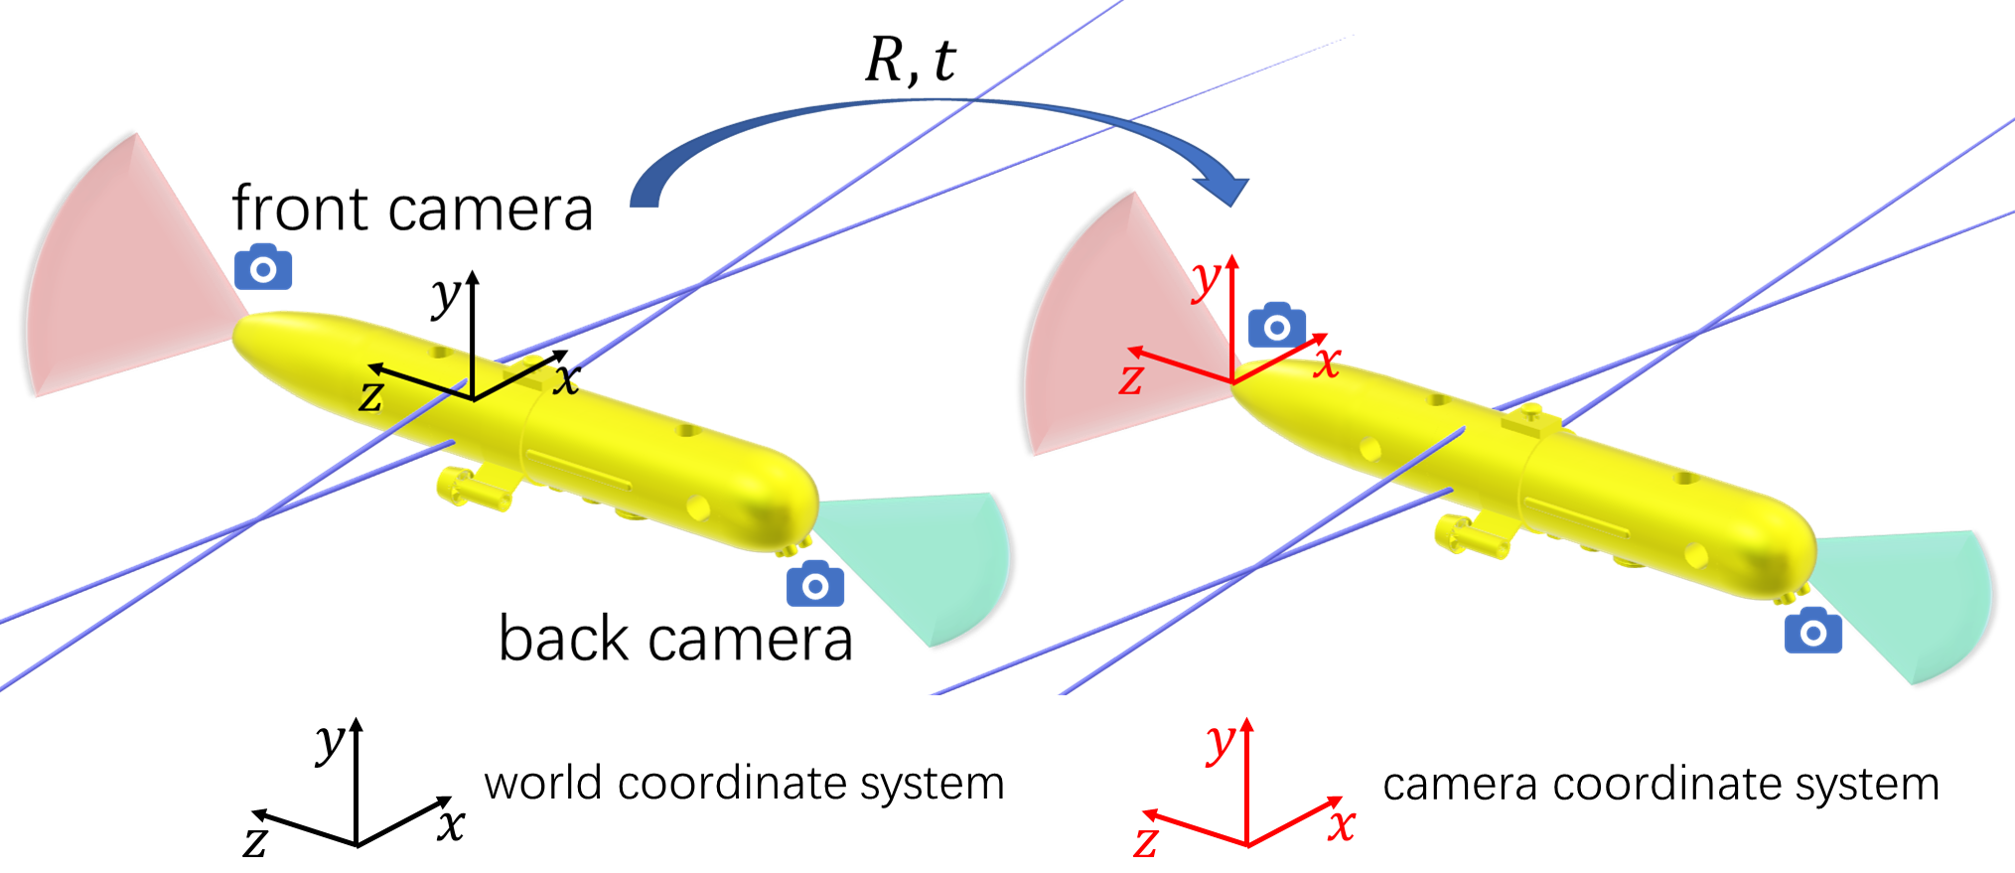 R, t
front camera
y
z
x
y
z
x
back camera
y
z
x
world coordinate system
y
z
x
camera coordinate system